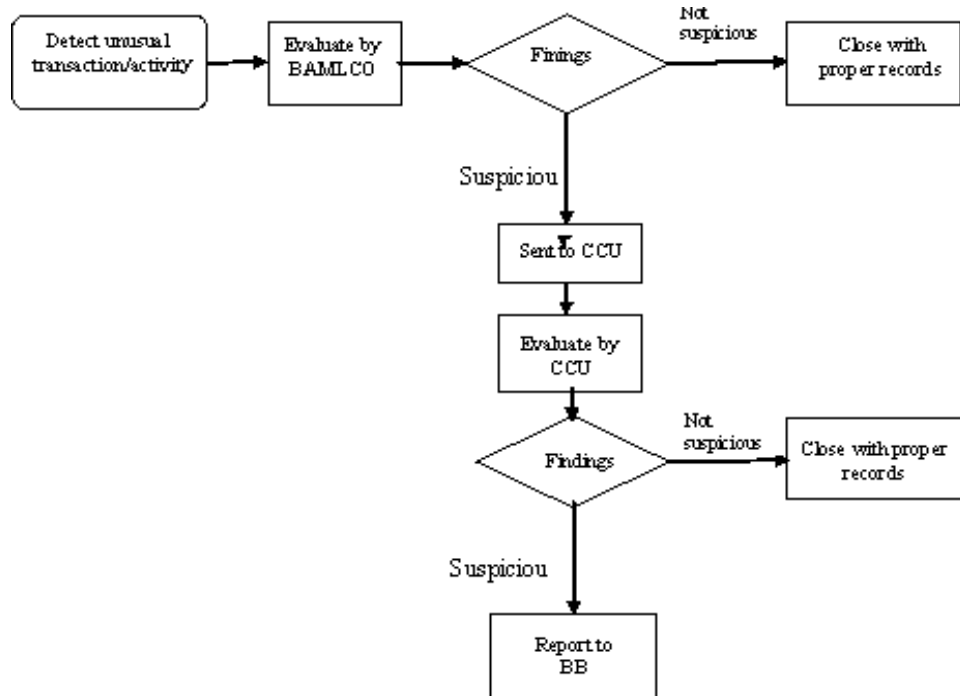 Detect unusual
transaction/activity
Evaluate by
BAMLCO
Finings
Not
suspicious
Close with
proper records
Suspiciou
Sent to CCU
Evaluate by
CCU
Findings
Not
suspicious
Close with proper
records
Suspiciou
Report to
BB